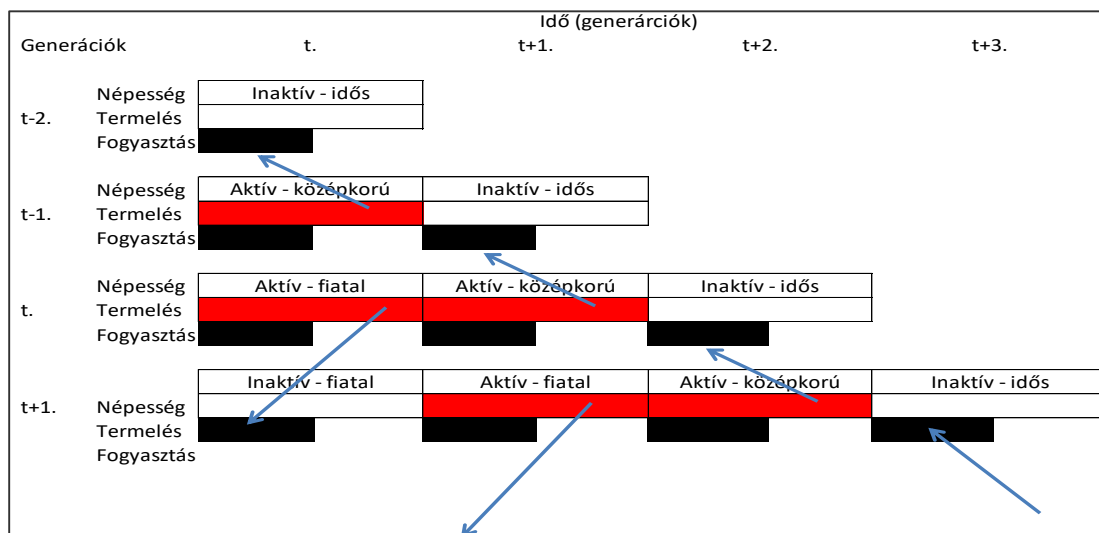 Idő (generárciók)
Generációk t. t+1. t+2. t+3.
Népesség Inaktív - idős
t-2. Termelés
Fogyasztás
Népesség Aktív - középkorú Inaktív - idős
t-1. Termelés
Fogyasztás
Népesség Aktív - fiatal Aktív - középkorú Inaktív - idős
t. Termelés
Fogyasztás
Inaktív - fiatal Aktív - fiatal Aktív - középkorú Inaktív - idős
t+1. Népesség
Termelés
Fogyasztás